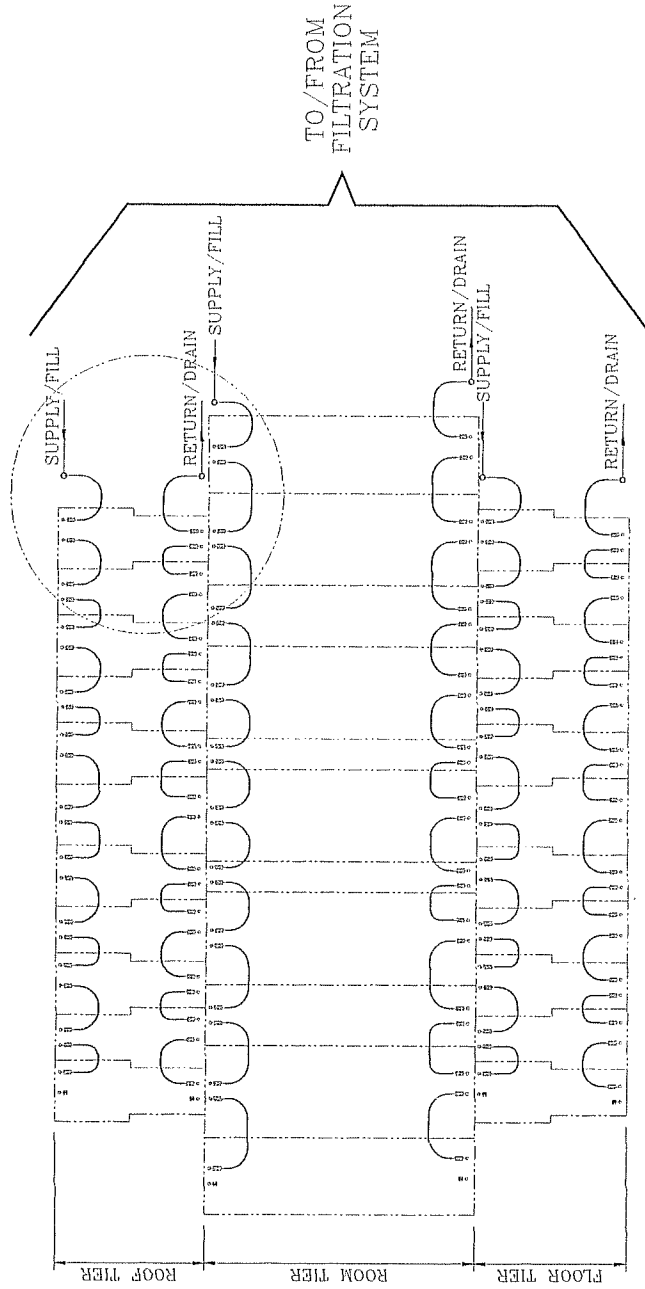 TO/FROM
FILTRATION
SYSTEM
SUPPLY/FILL
RETURN/DRAIN
SUPPLY/FILL
RETURN/DRAIN
SUPPLY/FILL
RETURN/DRAIN
ROOF TIER
ROOM TIER
FLOOR TIER